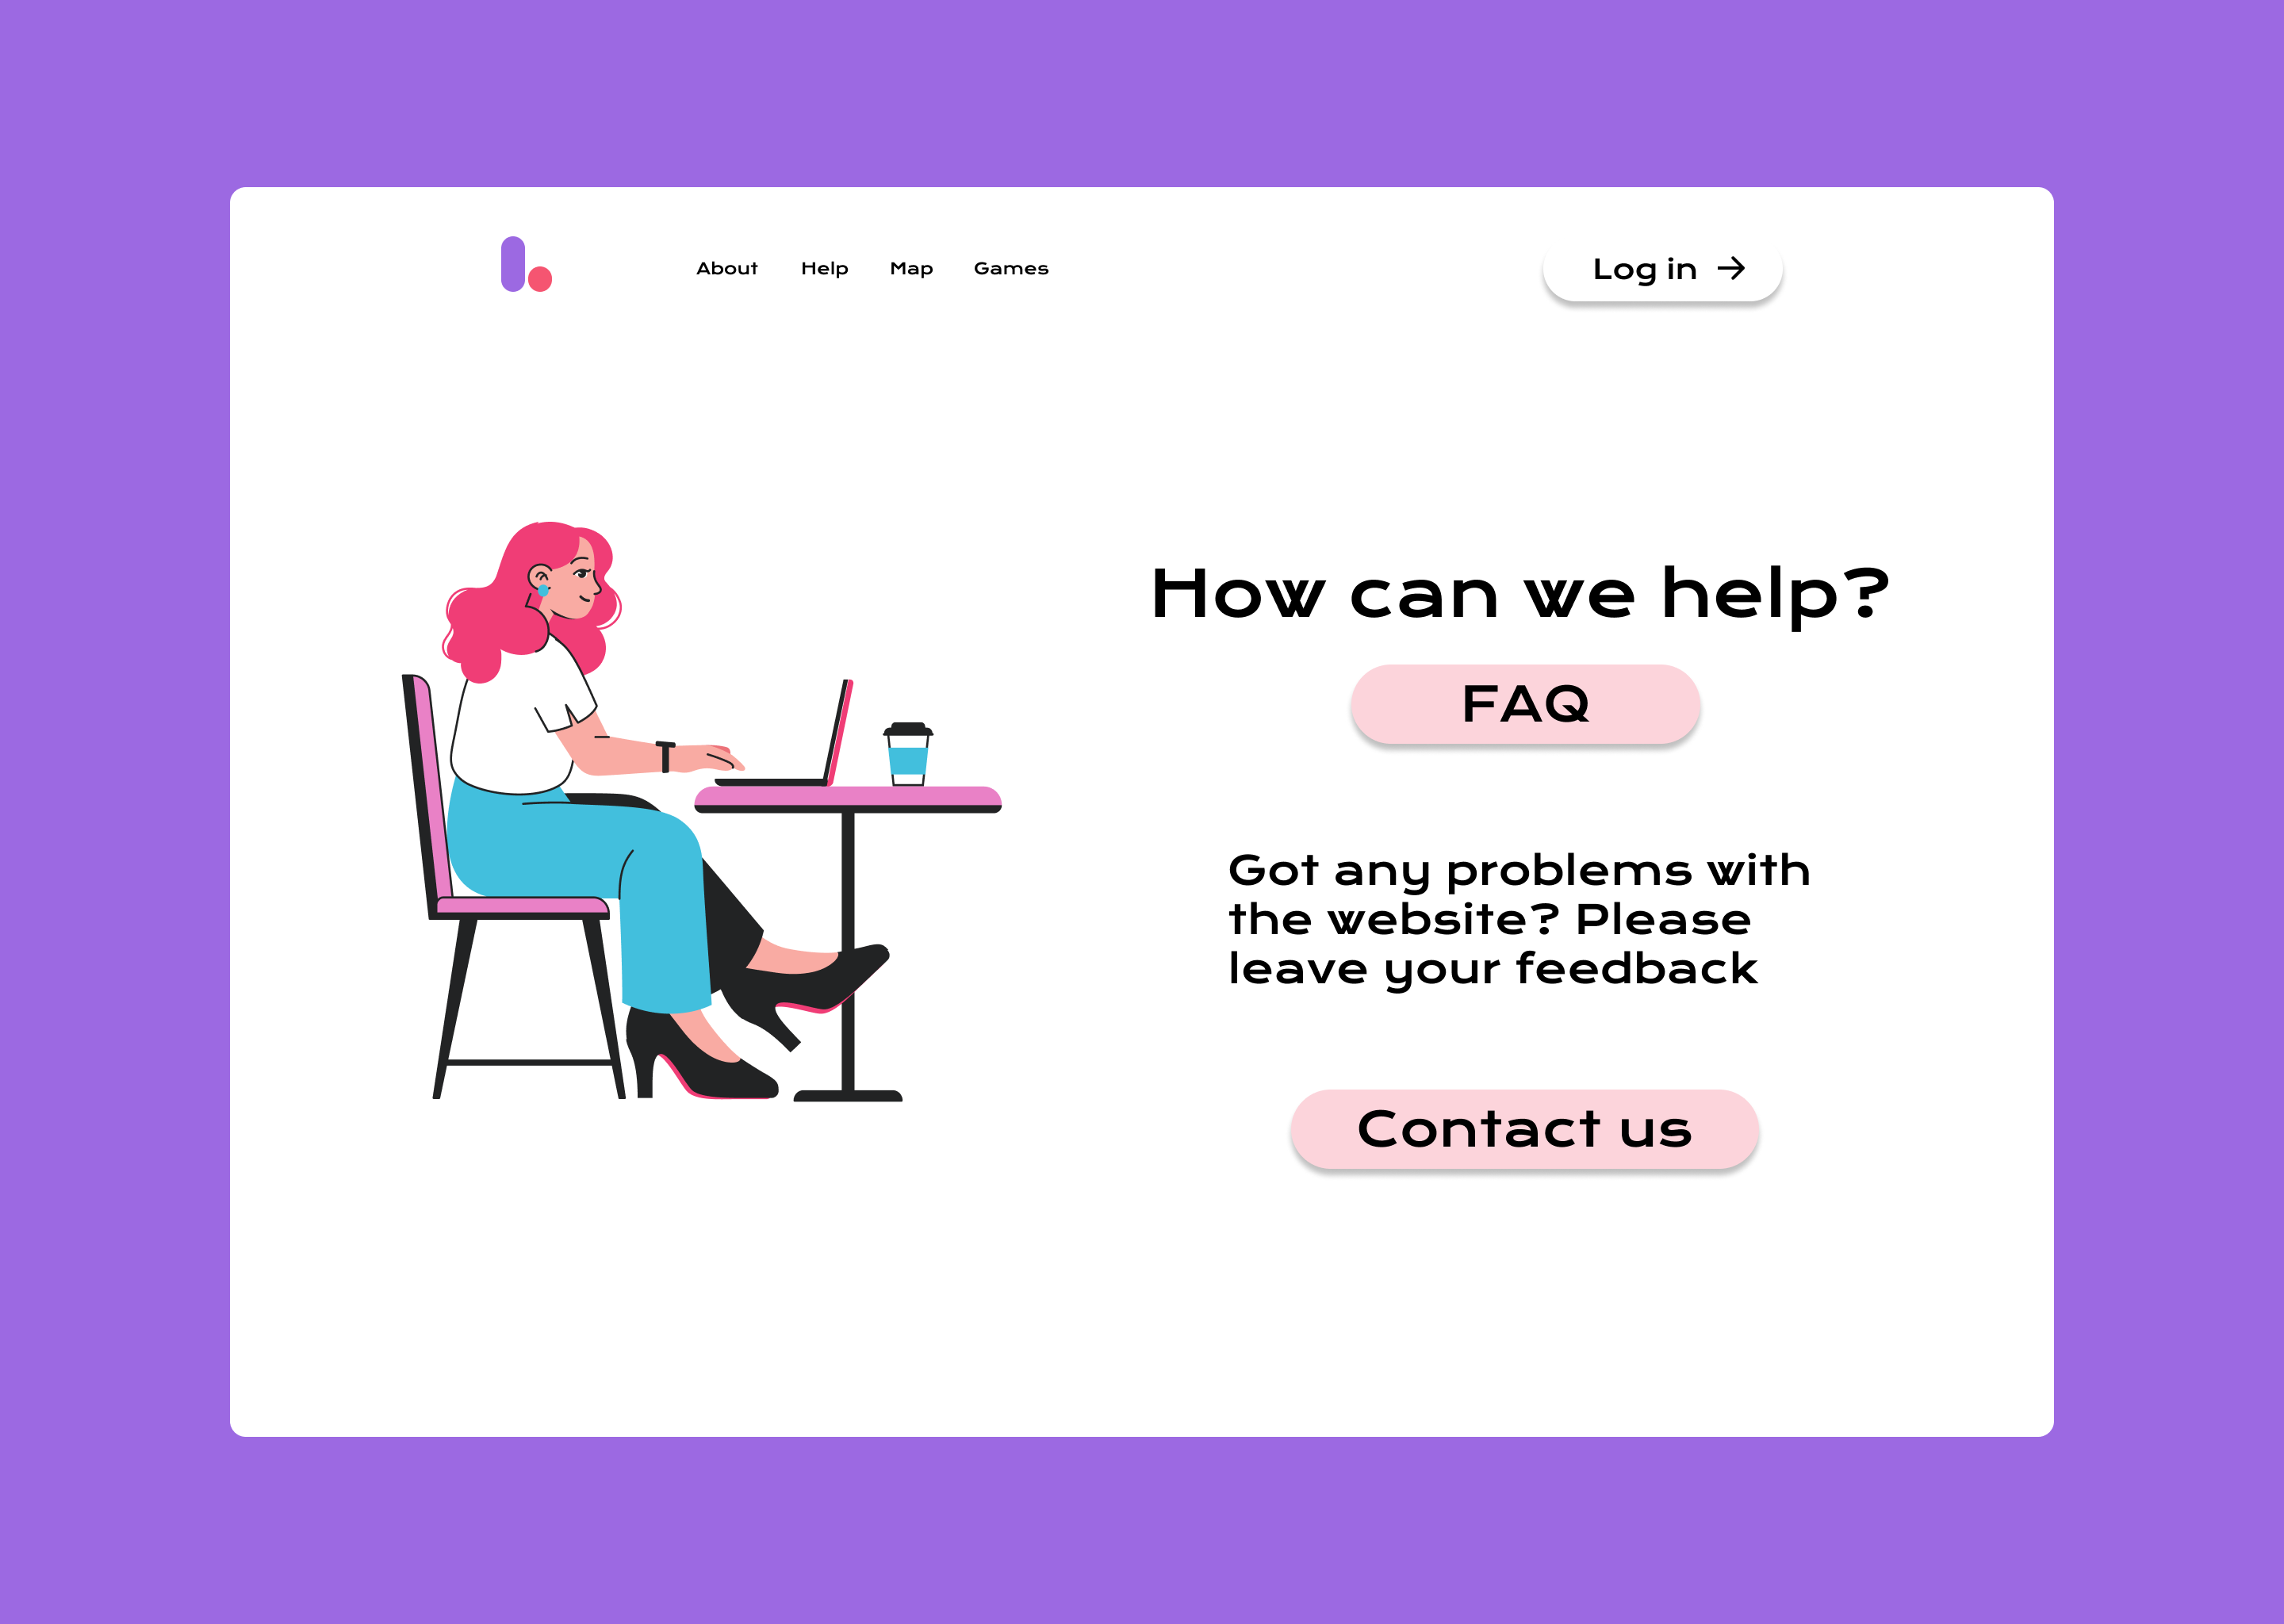 About Help Map Games Log in
How can we help?
FAQ
Got any problems with
the website? Please
leave your feedback
Contact us